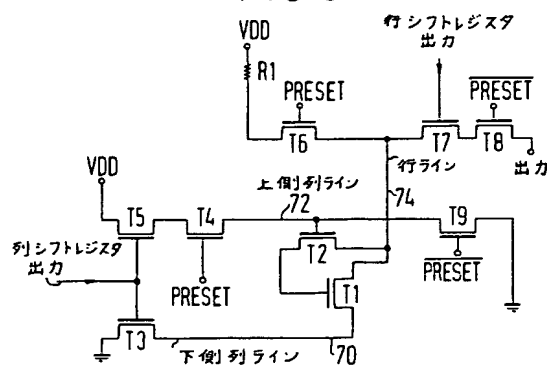 行シフトレジスタ
出力
VDD
R1
PRESET
PRESET
T6
T7
T8
出力
行ライン
VDD
上側列ライン
72
74
T5
T4
T9
T2
列シフトレジスタ
出力
PRESET
PRESET
T1
T3
下側列ライン
70